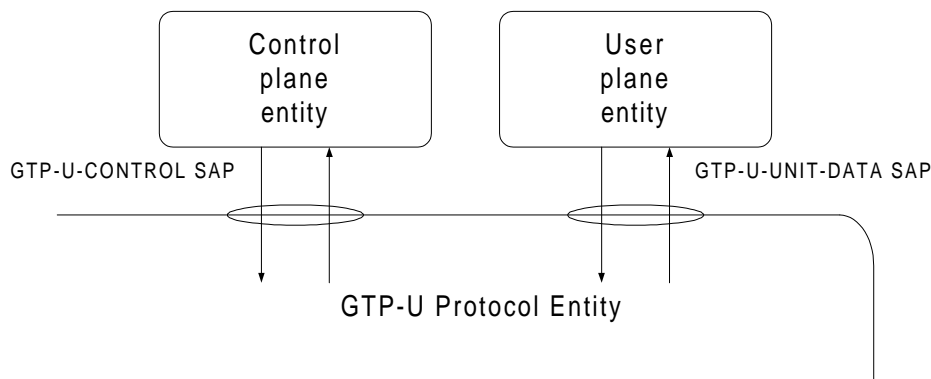 Control
plane
entity
User
plane
entity
GTP-U-CONTROL SAP
GTP-U-UNIT-DATA SAP
GTP-U Protocol Entity